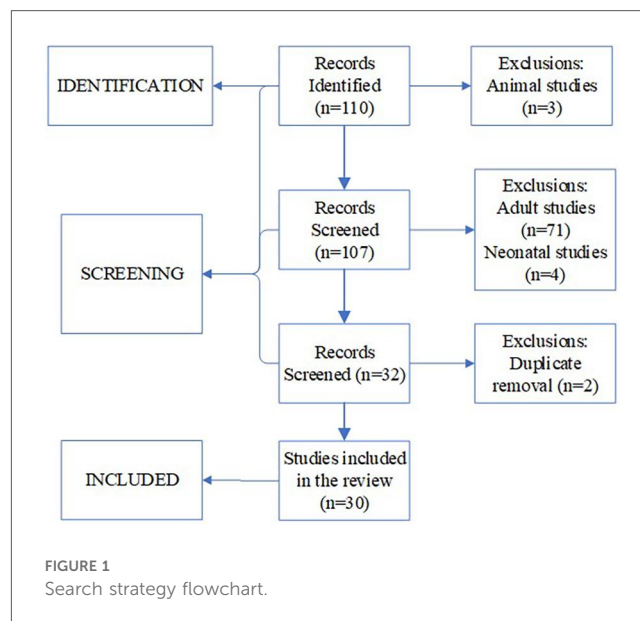 IDENTIFICATION
Records
Identified
(n=110)
Exclusions:
Animal studies
(n=3)
SCREENING
Records
Screened
(n=107)
Exclusions:
Adult studies
(n=71)
Neonatal studies
(n=4)
Records
Screened (n=32)
Exclusions:
Duplicate
removal (n=2)
INCLUDED
Studies included
in the review
(n=30)
FIGURE 1
Search strategy flowchart.